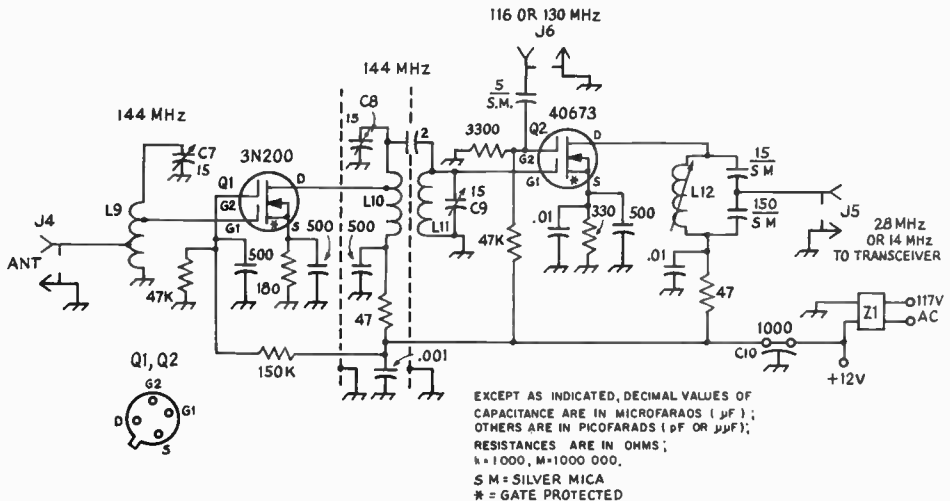 116 OR 130 MHz
J6
144 MHz
5
S.M.
40673
144 MHz
C8
15
3300
Q2
D
15
S M
C7
15
3N200
2
G2
G1
S
*
Q1
D
G2
G1
S
*
L9
L10
L11
15
C9
L12
150
S M
J4
ANT
J5
28 MHz
OR 14 MHz
TO TRANSCEIVER
.01
330
500
500
500
500
180
47K
47K
.01
47
47
117V
AC
Z1
1000
C10
+12V
150K
.001
Q1, Q2
G2
G1
D
S
EXCEPT AS INDICATED, DECIMAL VALUES OF
CAPACITANCE ARE IN MICROFARAOS ( µF ) ;
OTHERS ARE IN PICOFARADS ( pF OR µµF);
RESISTANCES ARE IN OHMS ;
k=1000, M=1000 000,
S M = SILVER MICA
* = GATE PROTECTED